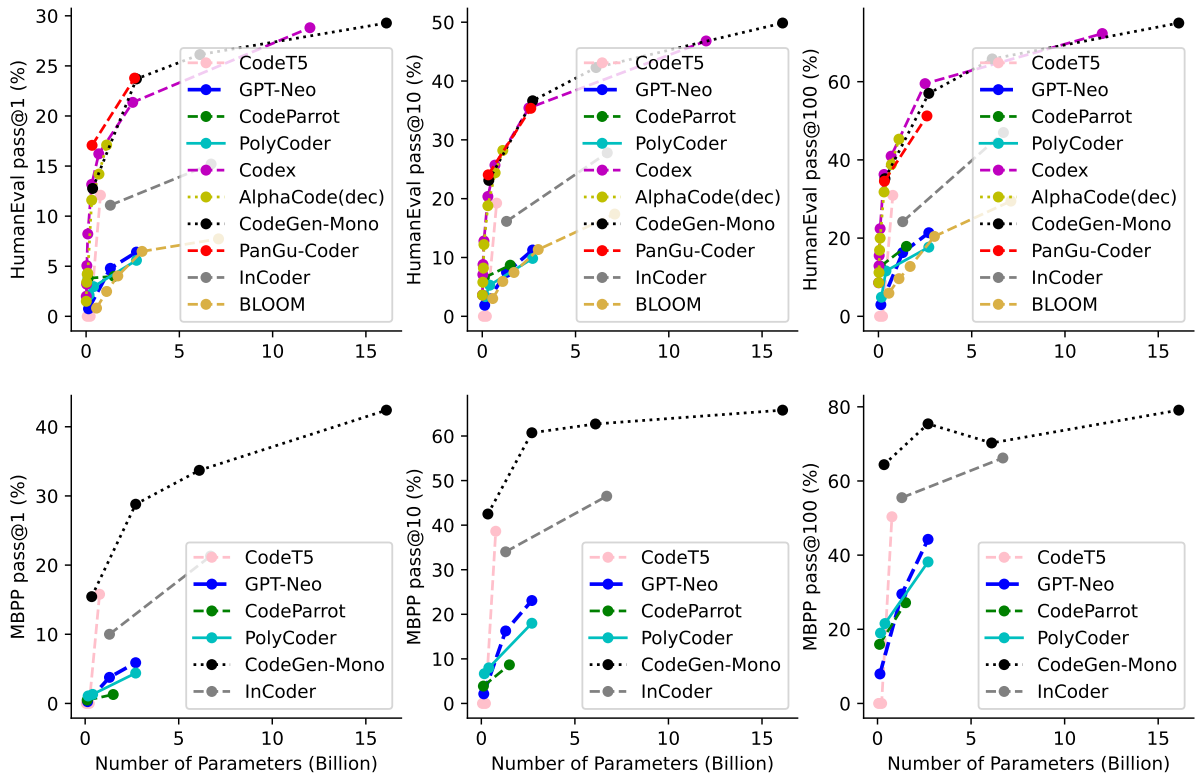 HumanEval pass@1 (%)
30
25
20
15
10
5
0
0
5
10
15
CodeT5
GPT-Neo
CodeParrot
PolyCoder
Codex
AlphaCode(dec)
CodeGen-Mono
PanGu-Coder
InCoder
BLOOM
HumanEval pass@10 (%)
50
40
30
20
10
0
0
5
10
15
CodeT5
GPT-Neo
CodeParrot
PolyCoder
Codex
AlphaCode(dec)
CodeGen-Mono
PanGu-Coder
InCoder
BLOOM
HumanEval pass@100 (%)
60
40
20
0
0
5
10
15
CodeT5
GPT-Neo
CodeParrot
PolyCoder
Codex
AlphaCode(dec)
CodeGen-Mono
PanGu-Coder
InCoder
BLOOM
MBPP pass@1 (%)
40
30
20
10
0
0
5
10
15
Number of Parameters (Billion)
CodeT5
GPT-Neo
CodeParrot
PolyCoder
CodeGen-Mono
InCoder
MBPP pass@10 (%)
60
50
40
30
20
10
0
0
5
10
15
Number of Parameters (Billion)
CodeT5
GPT-Neo
CodeParrot
PolyCoder
CodeGen-Mono
InCoder
MBPP pass@100 (%)
80
60
40
20
0
0
5
10
15
Number of Parameters (Billion)
CodeT5
GPT-Neo
CodeParrot
PolyCoder
CodeGen-Mono
InCoder